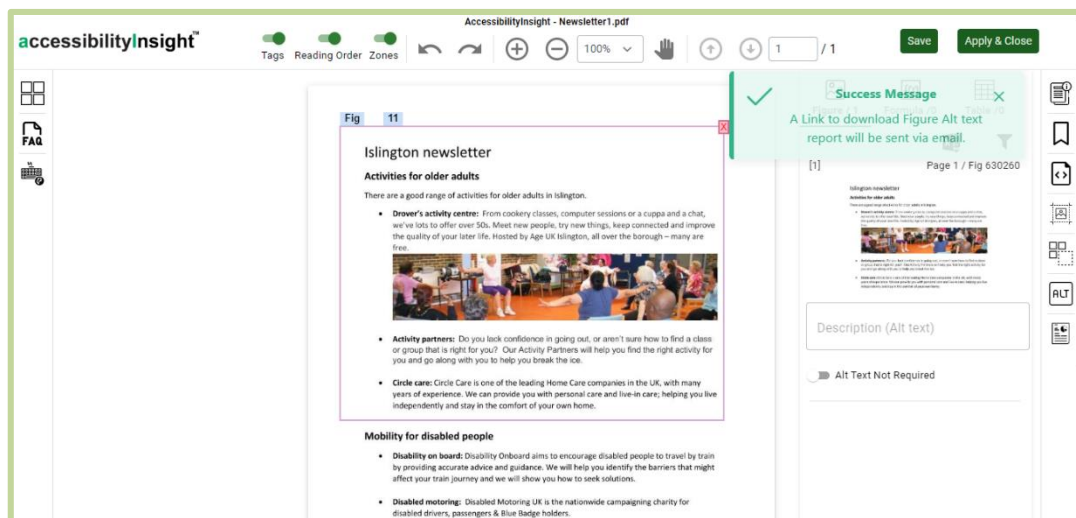 AccessibilityInsight - Newsletter1.pdf
accessibilityInsight™
Tags Reading Order Zones
100%
1 / 1
Save
Apply & Close
FAQ
Success Message
A Link to download Figure Alt text
report will be sent via email.
[1] Page 1 / Fig 630260
Fig 11
X
Islington newsletter
Activities for older adults
There are a good range of activities for older adults in Islington.
• Drover's activity centre: From cookery classes, computer sessions or a cuppa and a chat,
we've lots to offer over 50s. Meet new people, try new things, keep connected and improve
the quality of your later life. Hosted by Age UK Islington, all over the borough – many are
free.
• Activity partners: Do you lack confidence in going out, or aren't sure how to find a class
or group that is right for you? Our Activity Partners will help you find the right activity for
you and go along with you to help you break the ice.
• Circle care: Circle Care is one of the leading Home Care companies in the UK, with many
years of experience. We can provide you with personal care and live-in care; helping you live
independently and stay in the comfort of your own home.
Mobility for disabled people
• Disability on board: Disability Onboard aims to encourage disabled people to travel by train
by providing accurate advice and guidance. We will help you identify the barriers that might
affect your train journey and we will show you how to seek solutions.
• Disabled motoring: Disabled Motoring UK is the nationwide campaigning charity for
disabled drivers, passengers & Blue Badge holders.
Islington newsletter
Activities for older adults
Description (Alt text)
Alt Text Not Required
ALT